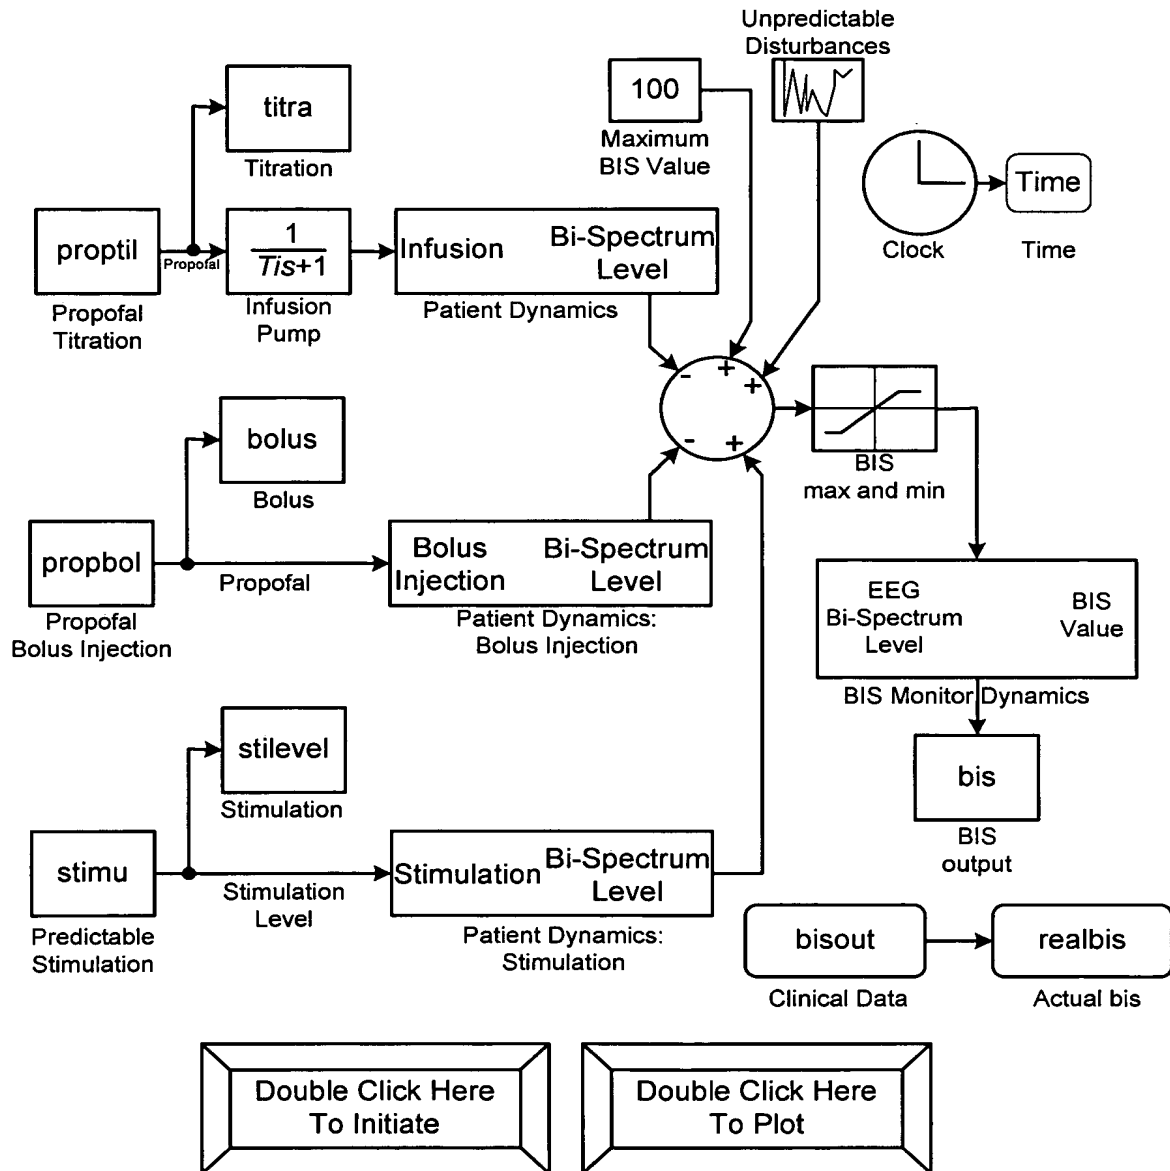 Unpredictable
Disturbances
100
Maximum
BIS Value
titra
Titration
Time
Clock
Time
proptil
Propofal
1
Tis+1
Infusion
Bi-Spectrum
Level
Propofal
Titration
Infusion
Pump
Patient Dynamics
-
+
+
-
+
bolus
Bolus
BIS
max and min
propbol
Propofal
Bolus
Injection
Bi-Spectrum
Level
Propofal
Bolus Injection
Patient Dynamics:
Bolus Injection
EEG
Bi-Spectrum
Level
BIS
Value
BIS Monitor Dynamics
stilevel
Stimulation
bis
BIS
output
stimu
Stimulation
Level
Stimulation
Bi-Spectrum
Level
Predictable
Stimulation
Patient Dynamics:
Stimulation
bisout
realbis
Clinical Data
Actual bis
Double Click Here
To Initiate
Double Click Here
To Plot